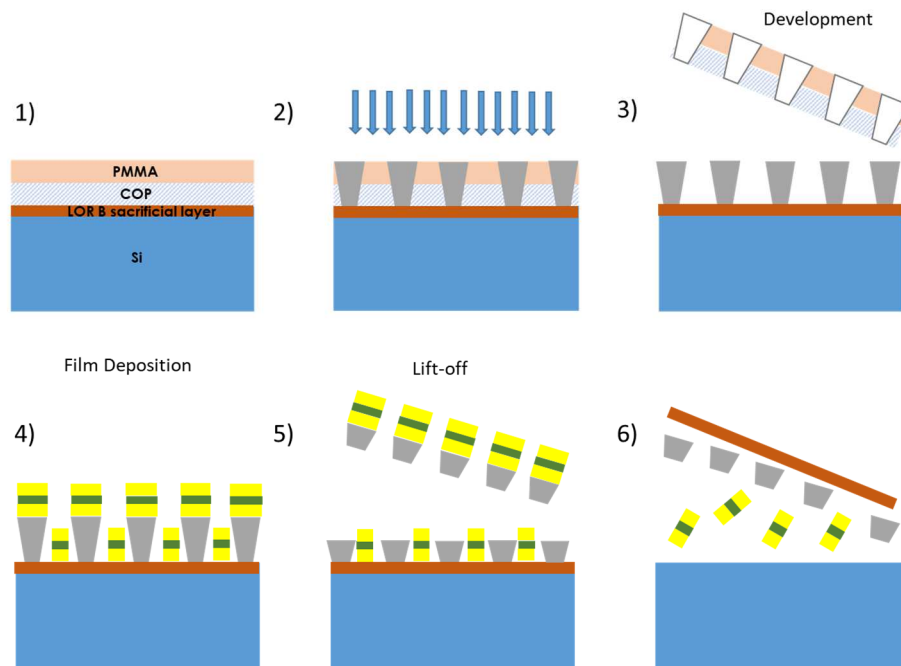 1)
PMMA
COP
LOR B sacrificial layer
Si
2)
3)
Development
Film Deposition
4)
Lift-off
5)
6)